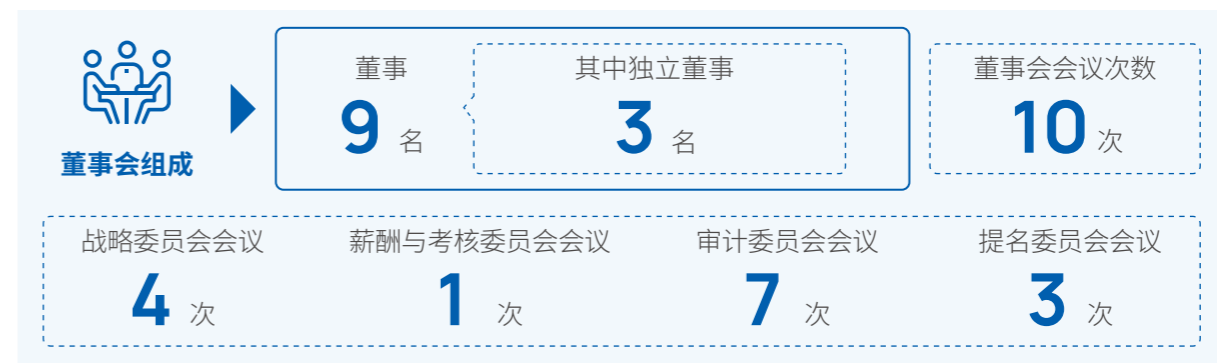 董事会组成
董事
9 名
其中独立董事
3 名
董事会会议次数
10 次
战略委员会会议
4 次
薪酬与考核委员会会议
1 次
审计委员会会议
7 次
提名委员会会议
3 次